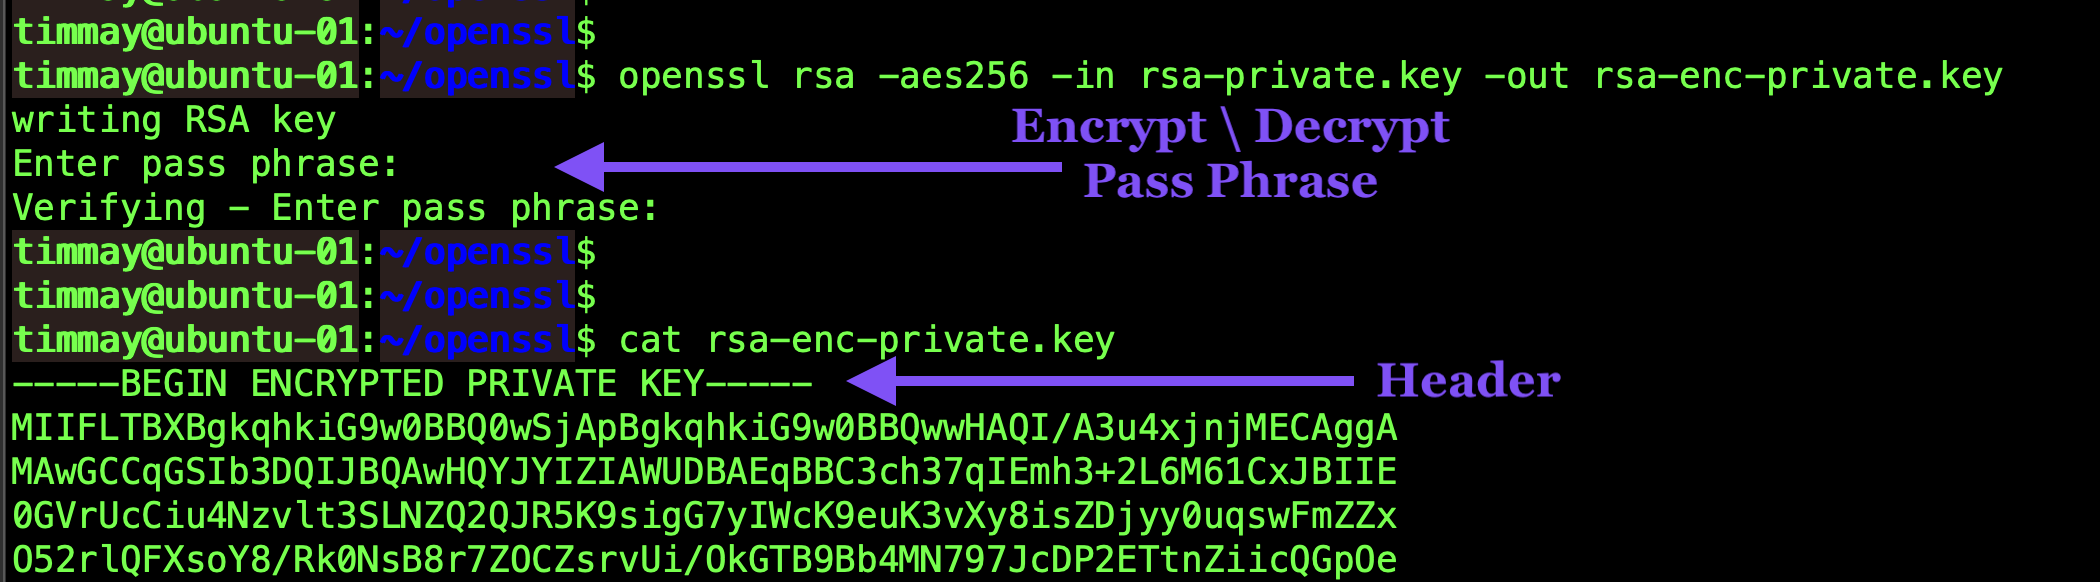 timmay@ubuntu-01:~/openssl$
timmay@ubuntu-01:~/openssl$ openssl rsa -aes256 -in rsa-private.key -out rsa-enc-private.key
writing RSA key
Encrypt \ Decrypt
Enter pass phrase:
Pass Phrase
Verifying - Enter pass phrase:
timmay@ubuntu-01:~/openssl$
timmay@ubuntu-01:~/openssl$
timmay@ubuntu-01:~/openssl$ cat rsa-enc-private.key
-----BEGIN ENCRYPTED PRIVATE KEY-----
Header
MIIFLTBXBgkqhkiG9w0BBQ0wSjApBgkqhkiG9w0BBQwwHAQI/A3u4xjnjMECAggA
MAwGCCqGSIb3DQIJBQAwHQYJYIZIAWUDBAEqBBC3ch37qIEmh3+2L6M61CxJBIIE
0GVrUcCiu4Nzvlt3SLNZQ2QJR5K9sigG7yIWcK9euK3vXy8isZDjyy0uqswFmZZx
O52rlQFXsoY8/Rk0NsB8r7ZOCZsrvUi/OkGTB9Bb4MN797JcDP2ETtnZiicQGpOe